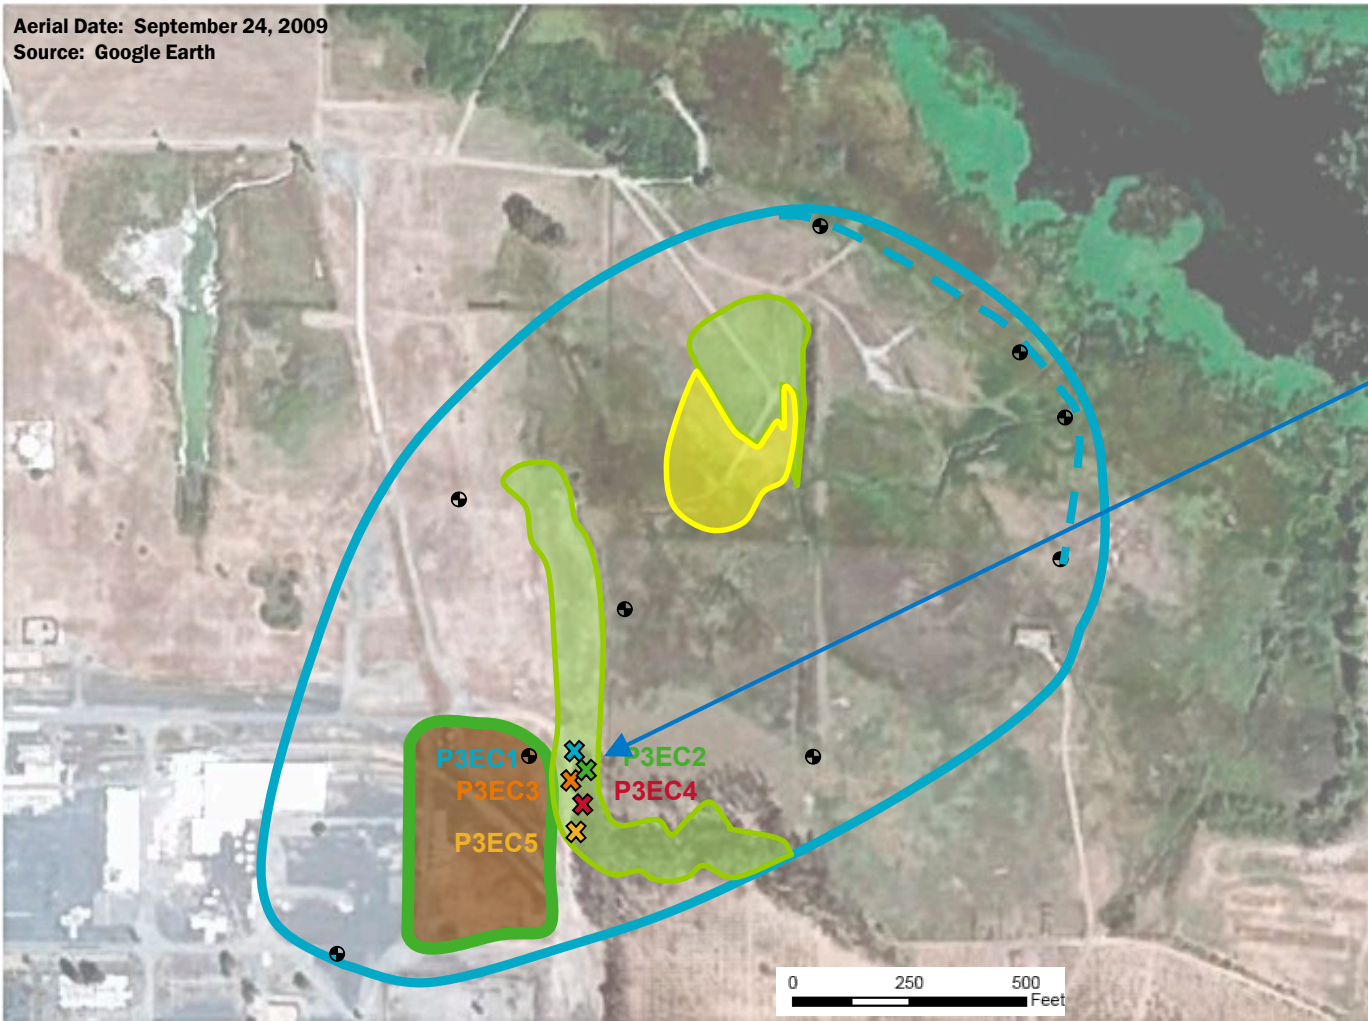 Aerial Date: September 24, 2009
Source: Google Earth
P3EC1
P3EC2
P3EC3
P3EC4
P3EC5
0 250 500
Feet